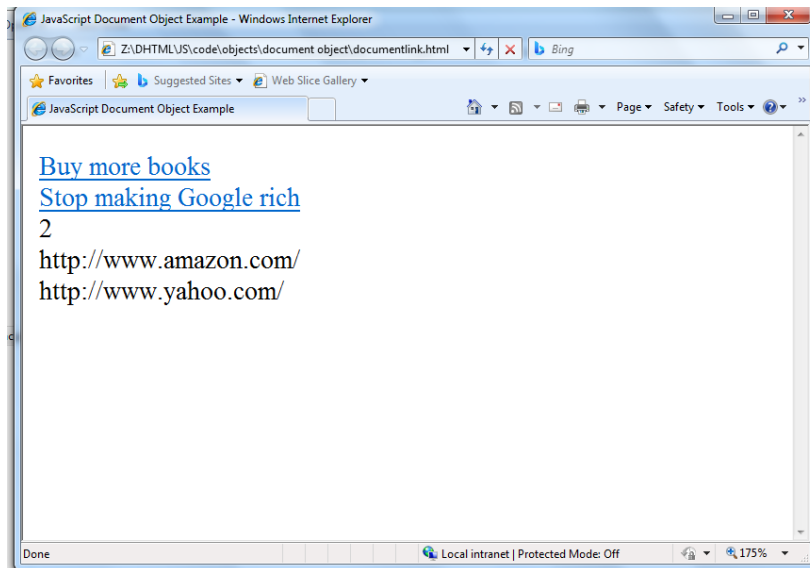 JavaScript Document Object Example - Windows Internet Explorer
Z:\DHTML\JS\code\objects\document object\documentlink.html
Bing
Favorites Suggested Sites Web Slice Gallery
JavaScript Document Object Example
Page Safety Tools
Buy more books
Stop making Google rich
2
http://www.amazon.com/
http://www.yahoo.com/
Done Local intranet | Protected Mode: Off 175%